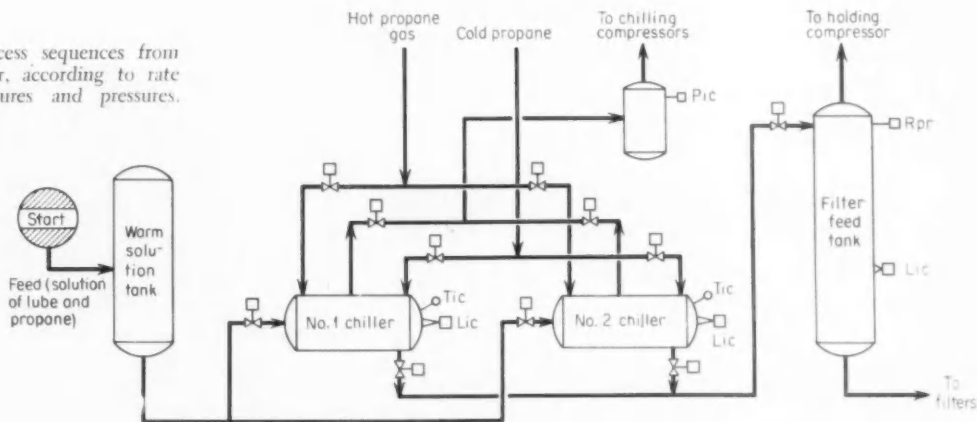 cess sequences from
r, according to rate
ures and pressures.
Hot propane
gas
Cold propane
To chilling
compressors
To holding
compressor
Pic
Rpr
Start
Warm
solu-
tion
tank
Filter
feed
tank
Feed (solution
of lube and
propane)
No. 1 chiller
Tic
Lic
No. 2 chiller
Tic
Lic
Lic
To
filters